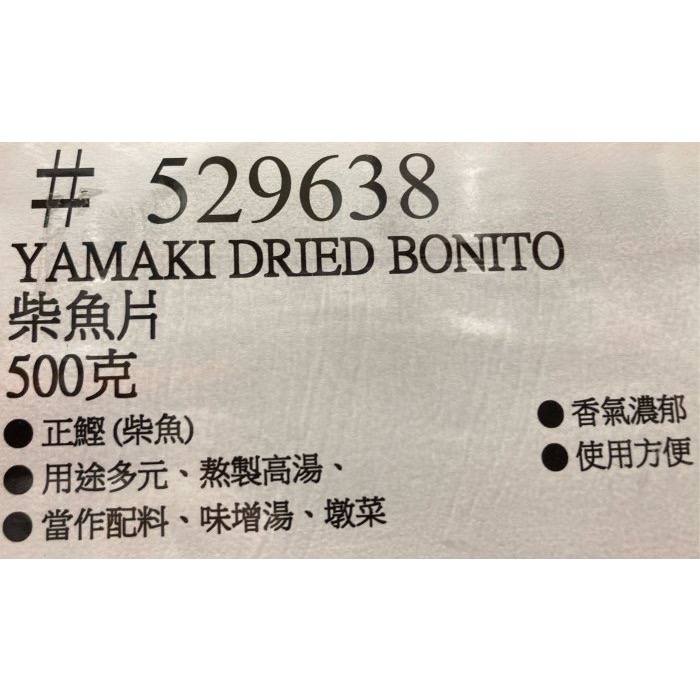 # 529638
YAMAKI DRIED BONITO
柴魚片
500克
● 正鰹 (柴魚)
● 用途多元、熬製高湯、
● 當作配料、味增湯、墩菜
● 香氣濃郁
● 使用方便